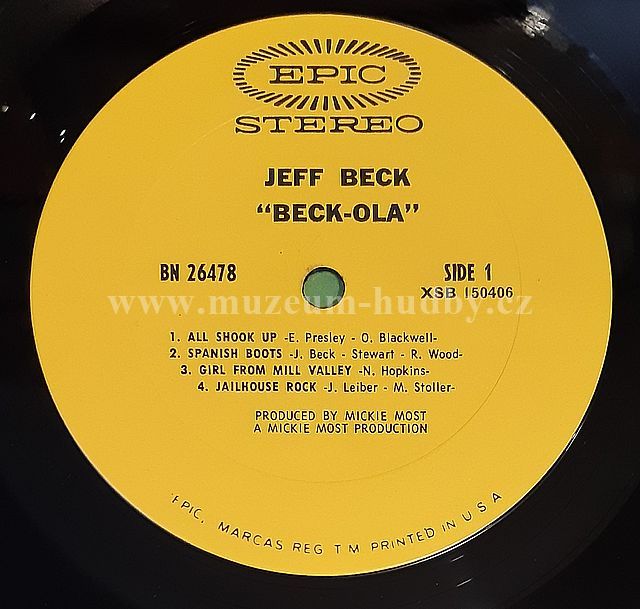 EPIC
STEREO
JEFF BECK
"BECK-OLA"
BN 26478
SIDE 1
XSB 150406
www.muzeum-hudby.cz
1. ALL SHOOK UP -E. Presley - O. Blackwell-
2. SPANISH BOOTS -J. Beck - Stewart - R. Wood-
3. GIRL FROM MILL VALLEY -N. Hopkins-
4. JAILHOUSE ROCK -J. Leiber - M. Stoller-
PRODUCED BY MICKIE MOST
A MICKIE MOST PRODUCTION
EPIC, MARCAS REG T M PRINTED IN U S A